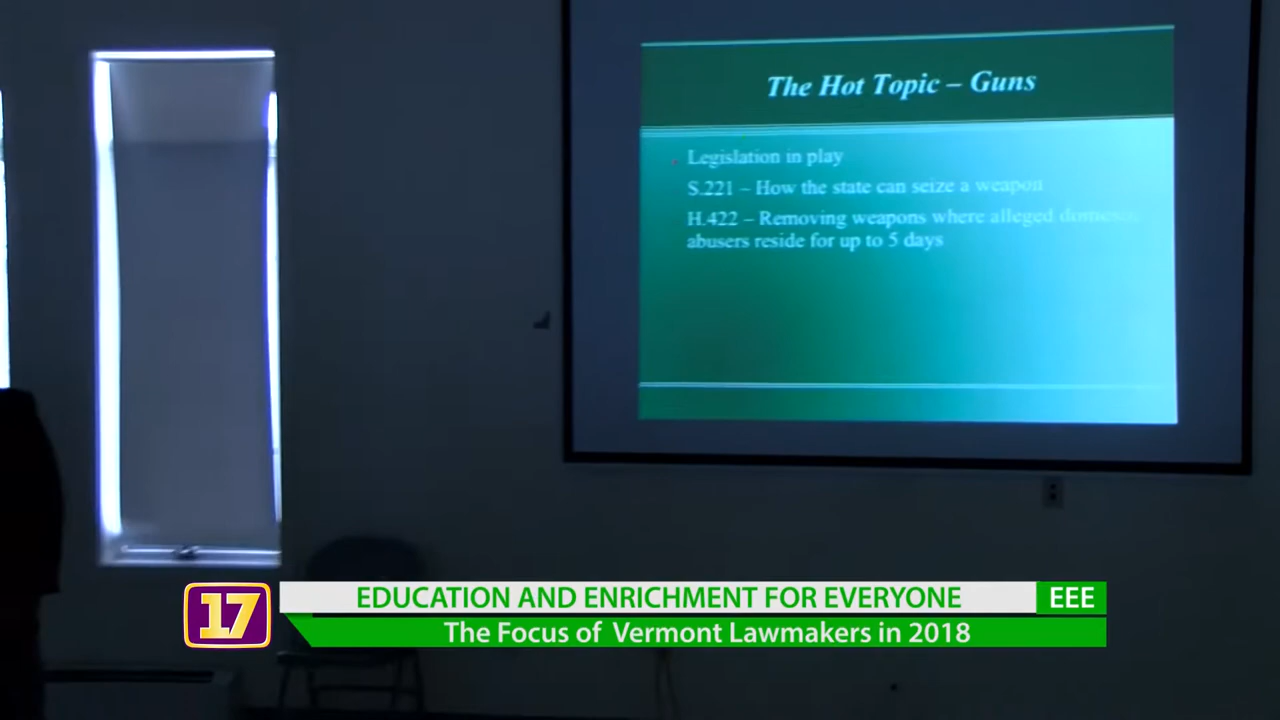 The Hot Topic – Guns
Legislation in play
S.221 – How the state can seize a weapon
H.422 – Removing weapons where alleged domestic
abusers reside for up to 5 days
17
EDUCATION AND ENRICHMENT FOR EVERYONE
EEE
The Focus of Vermont Lawmakers in 2018